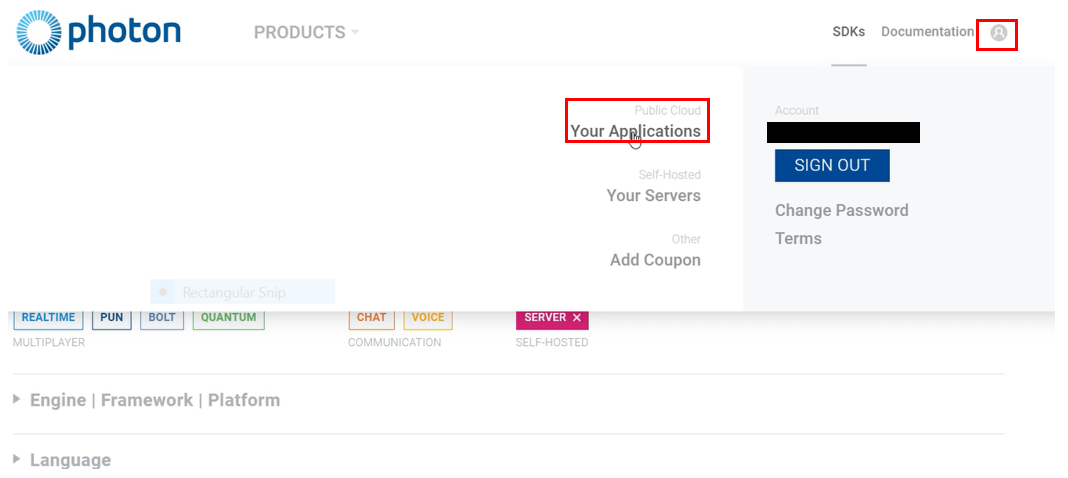 photon
PRODUCTS
SDKs
Documentation
Public Cloud
Your Applications
Self-Hosted
Your Servers
Other
Add Coupon
Account
SIGN OUT
Change Password
Terms
Rectangular Snip
REALTIME PUN BOLT QUANTUM
MULTIPLAYER
CHAT VOICE
COMMUNICATION
SERVER ×
SELF-HOSTED
Engine | Framework | Platform
Language